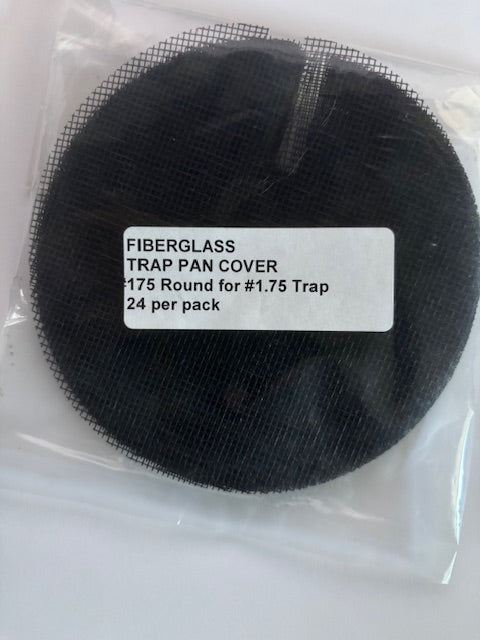 FIBERGLASS
TRAP PAN COVER
#175 Round for #1.75 Trap
24 per pack